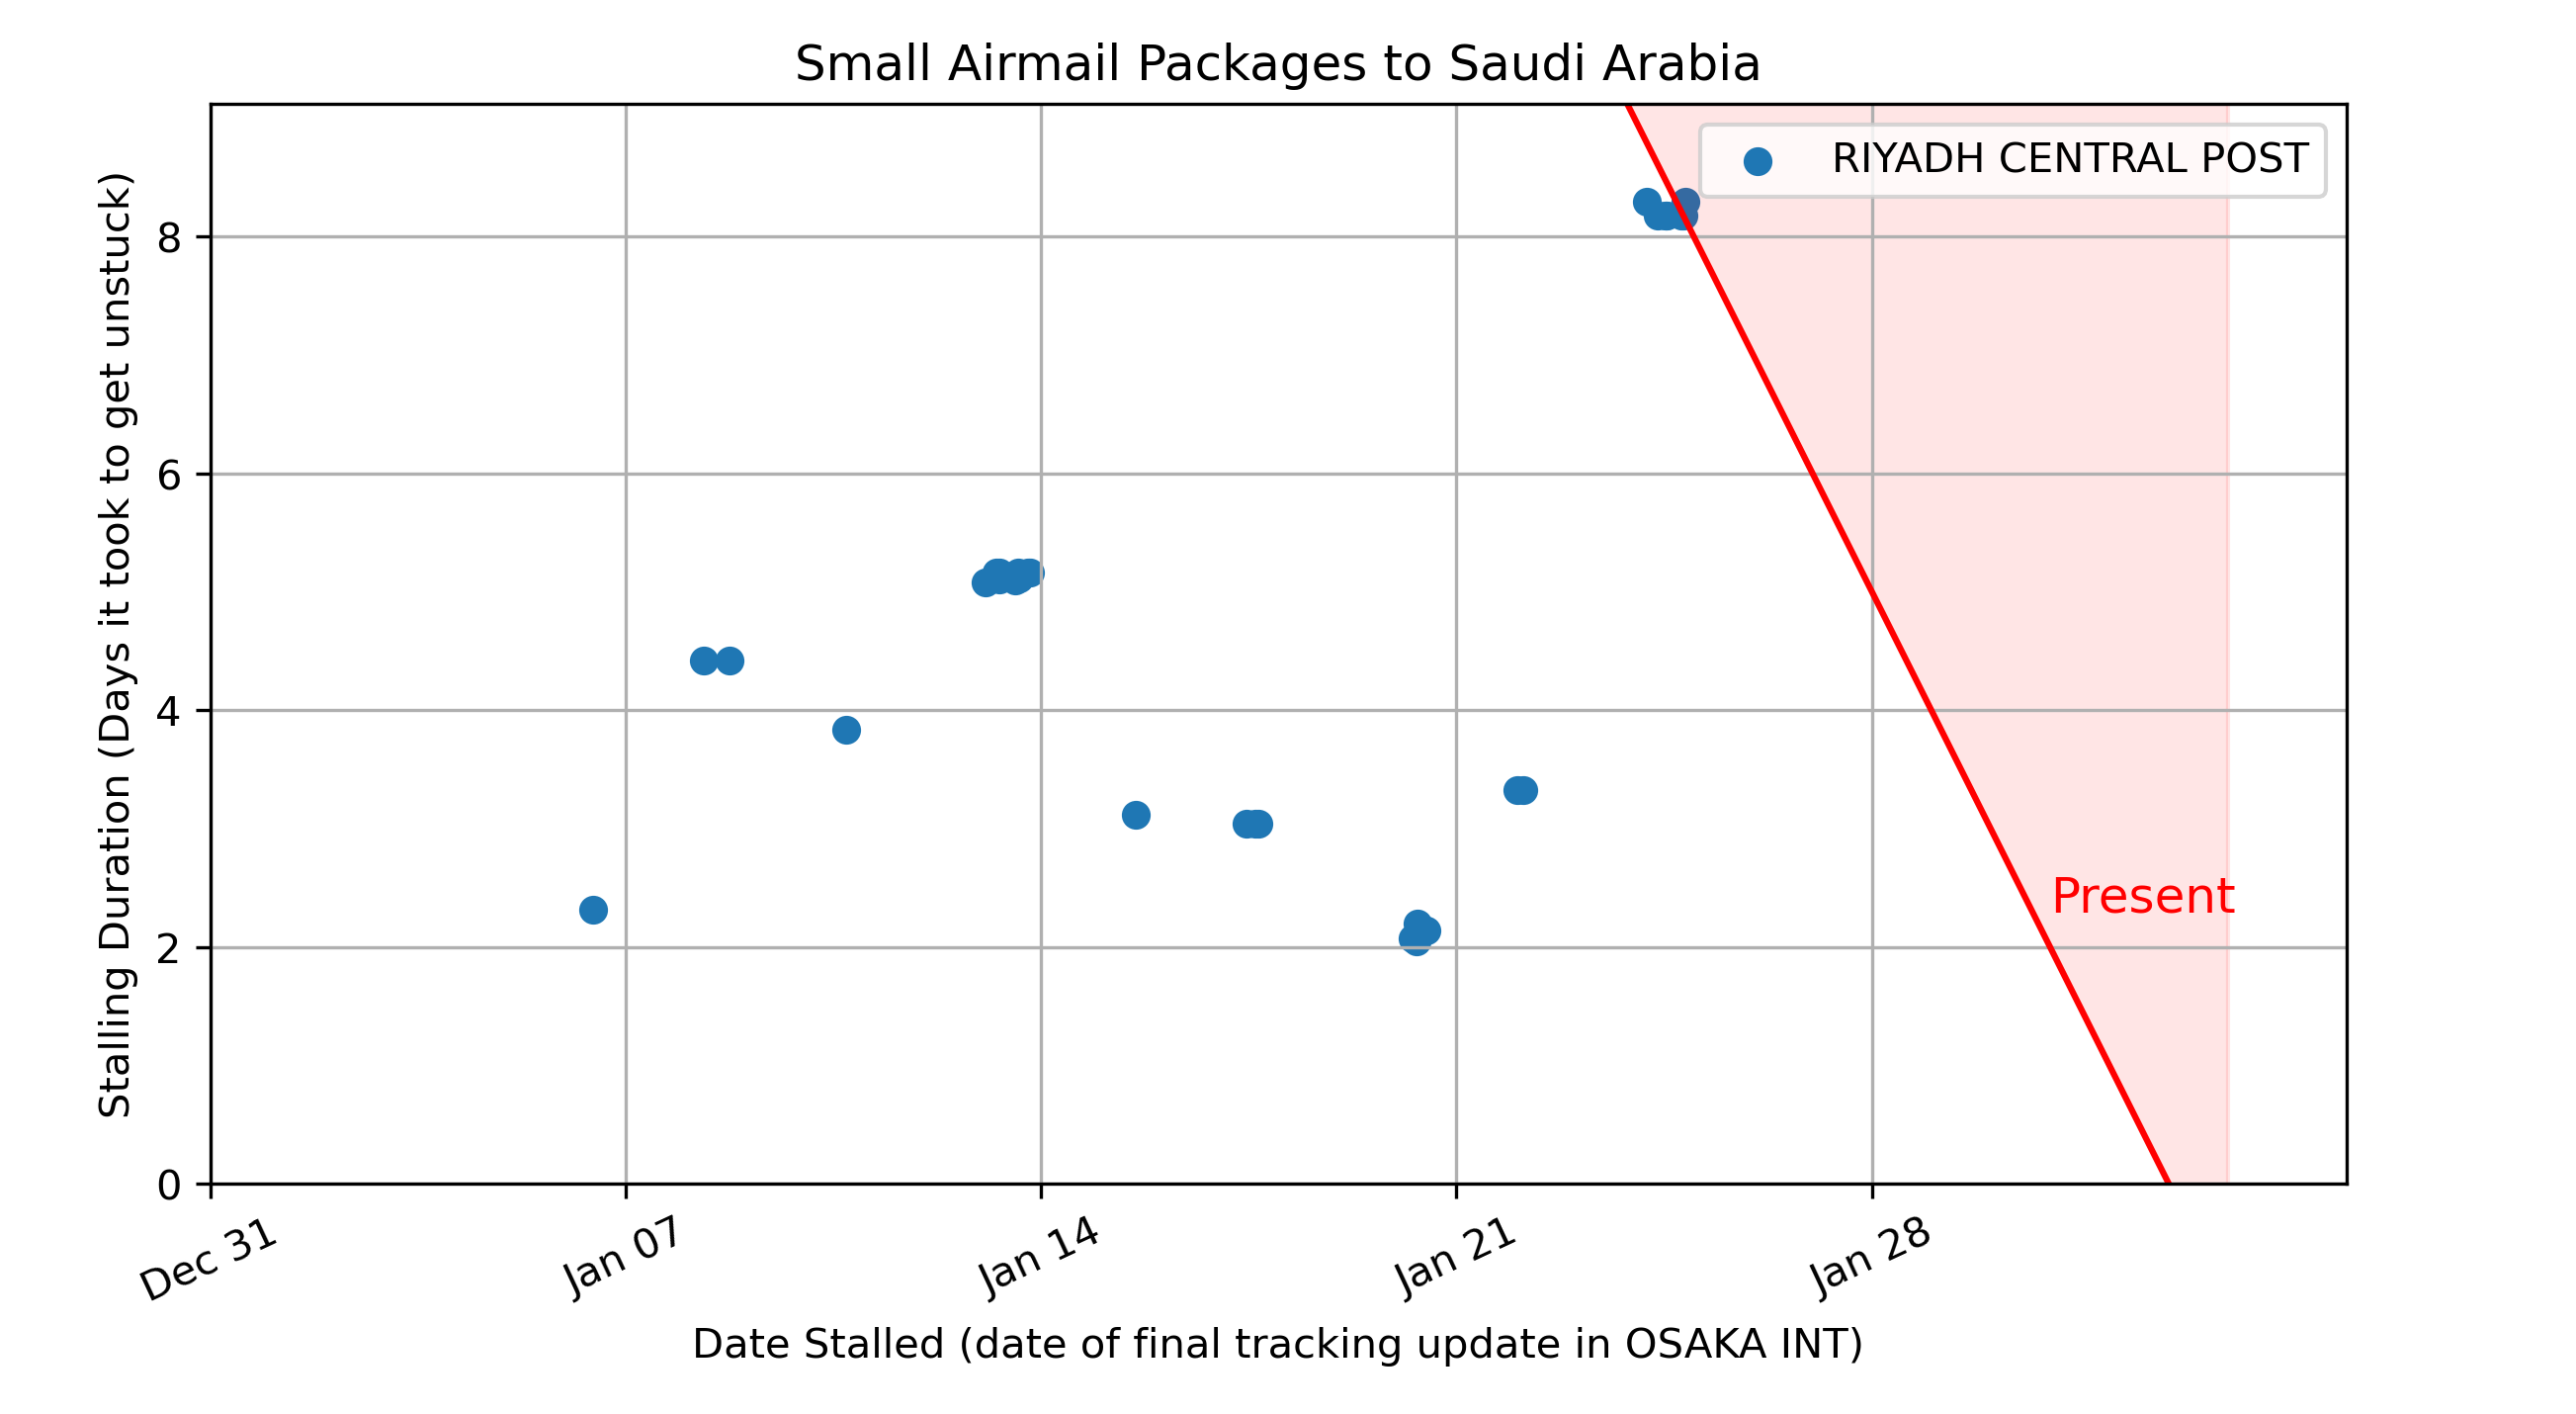 Small Airmail Packages to Saudi Arabia
RIYADH CENTRAL POST
Stalling Duration (Days it took to get unstuck)
8
6
4
2
0
Present
Dec 31
Jan 07
Jan 14
Jan 21
Jan 28
Date Stalled (date of final tracking update in OSAKA INT)